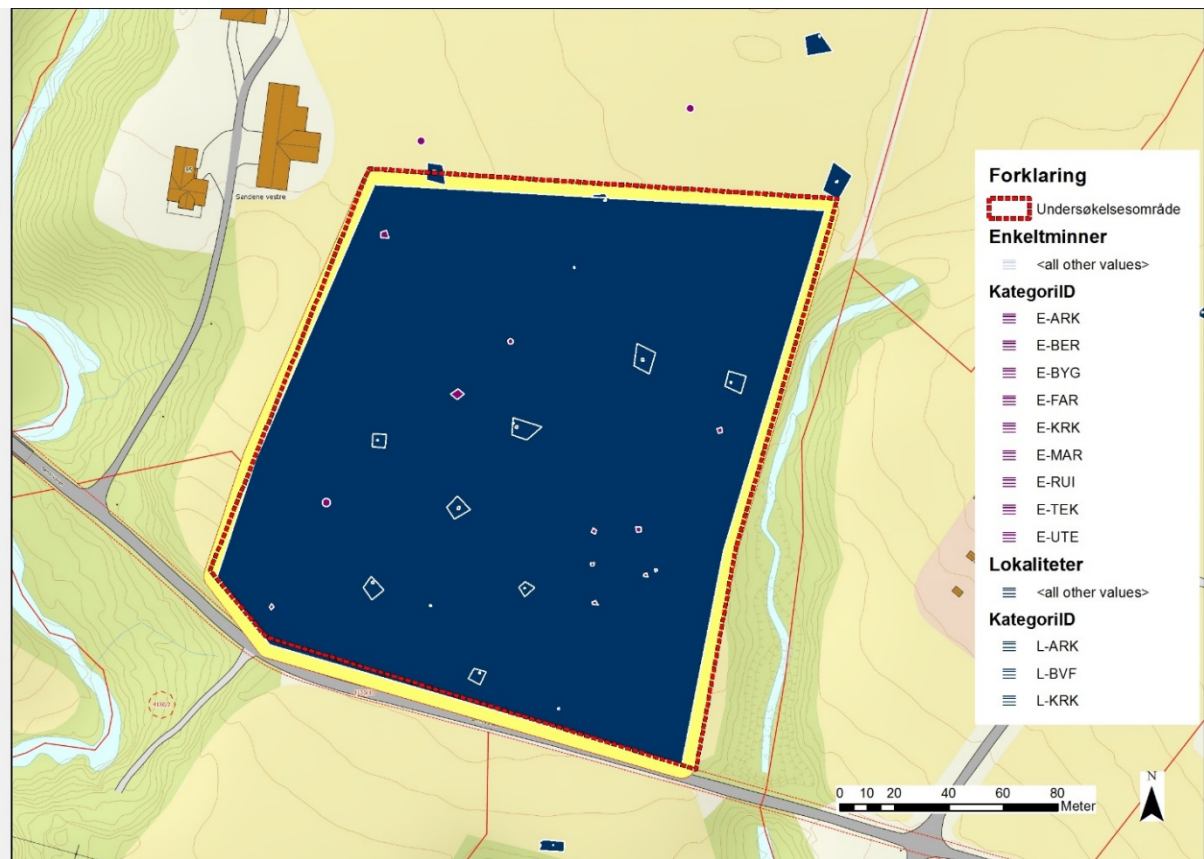 Sandene vestre
Forklaring
Undersøkelsesområde
Enkeltminner
<all other values>
KategoriID
E-ARK
E-BER
E-BYG
E-FAR
E-KRK
E-MAR
E-RUI
E-TEK
E-UTE
Lokaliteter
<all other values>
KategoriID
L-ARK
L-BVF
L-KRK
0 10 20 40 60 80
Meter
N